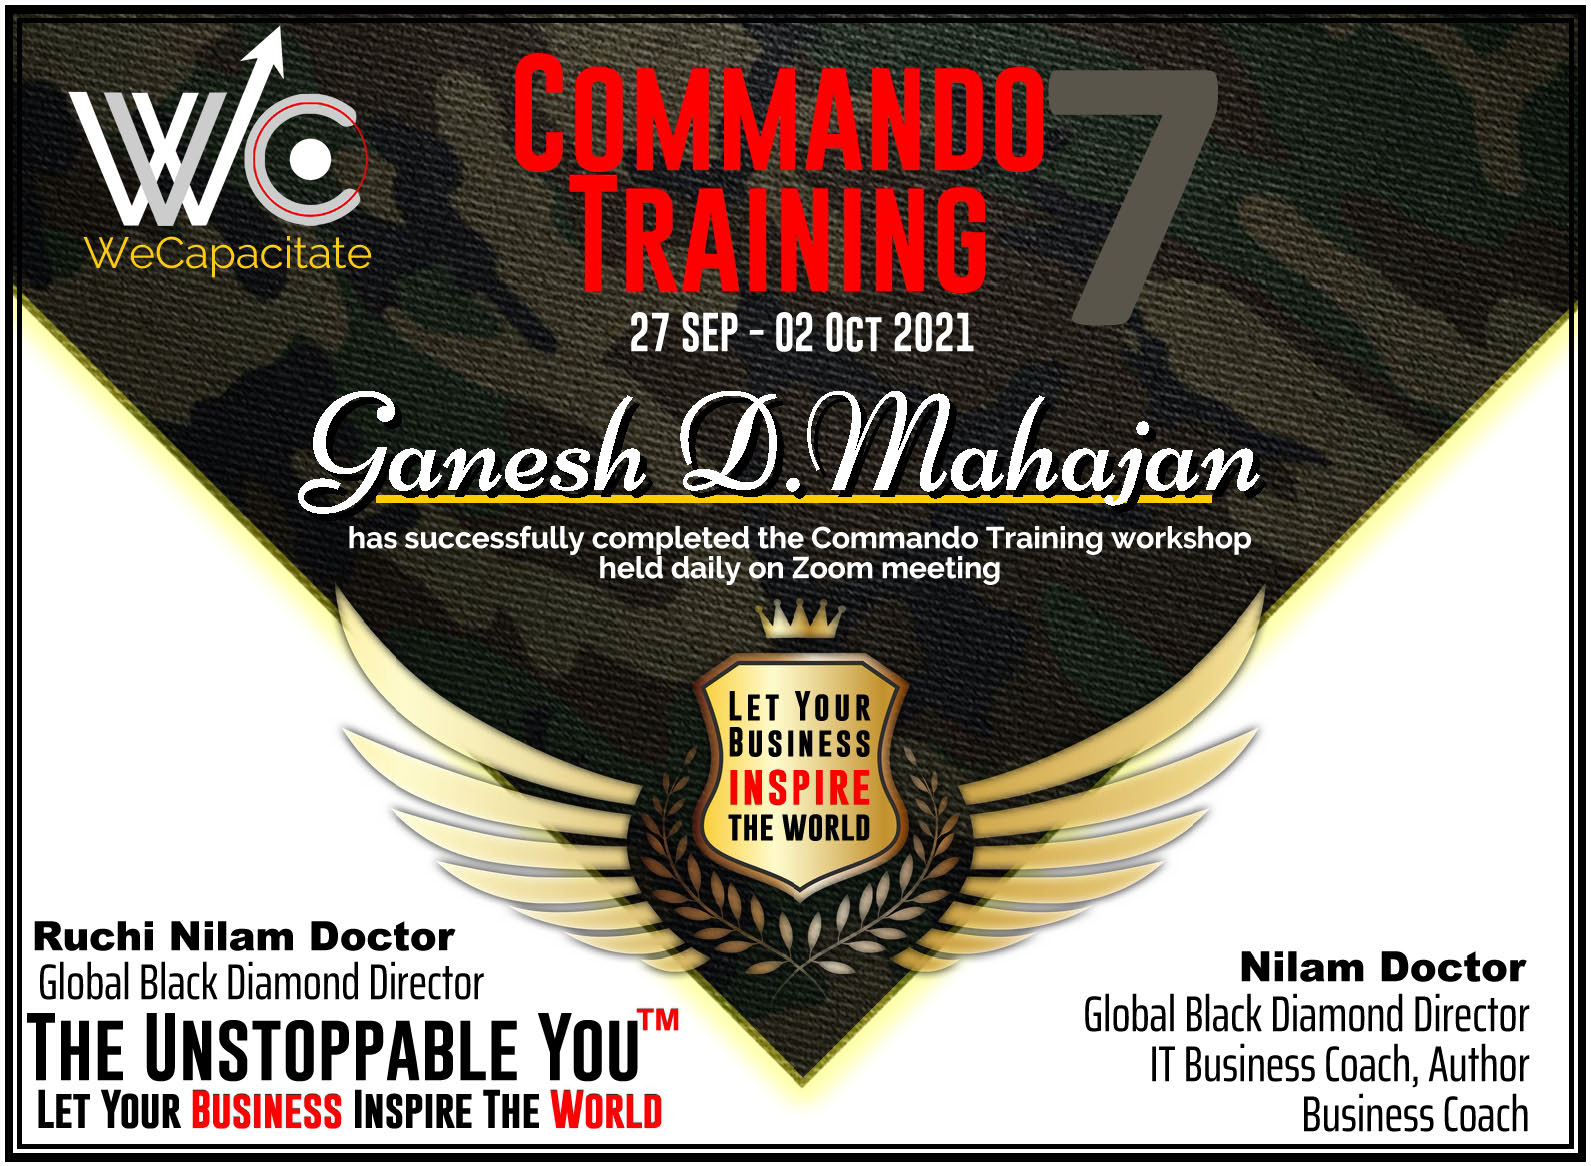 WC
WeCapacitate
COMMANDO
TRAINING
7
27 SEP - 02 OCT 2021
Ganesh D.Mahajan
has successfully completed the Commando Training workshop
held daily on Zoom meeting
LET YOUR
BUSINESS
INSPIRE
THE WORLD
Ruchi Nilam Doctor
Global Black Diamond Director
THE UNSTOPPABLE YOU™
LET YOUR BUSINESS INSPIRE THE WORLD
Nilam Doctor
Global Black Diamond Director
IT Business Coach, Author
Business Coach